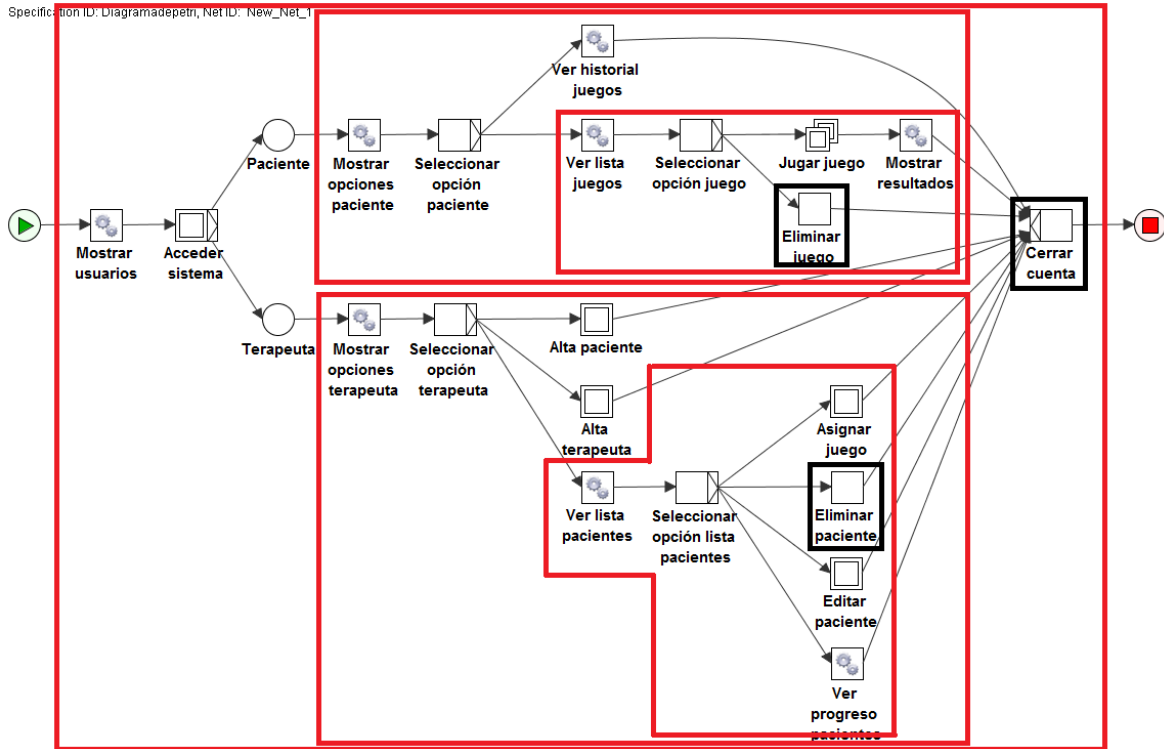 Specification ID: Diagramadepetri, Net ID: New_Net_1
Ver historial
juegos
Paciente
Mostrar
opciones
paciente
Seleccionar
opción
paciente
Ver lista
juegos
Seleccionar
opción juego
Jugar juego
Mostrar
resultados
Eliminar
juego
Mostrar
usuarios
Acceder
sistema
Cerrar
cuenta
Terapeuta
Mostrar
opciones
terapeuta
Seleccionar
opción
terapeuta
Alta paciente
Alta
terapeuta
Asignar
juego
Ver lista
pacientes
Seleccionar
opción lista
pacientes
Eliminar
paciente
Editar
paciente
Ver
progreso
pacientes